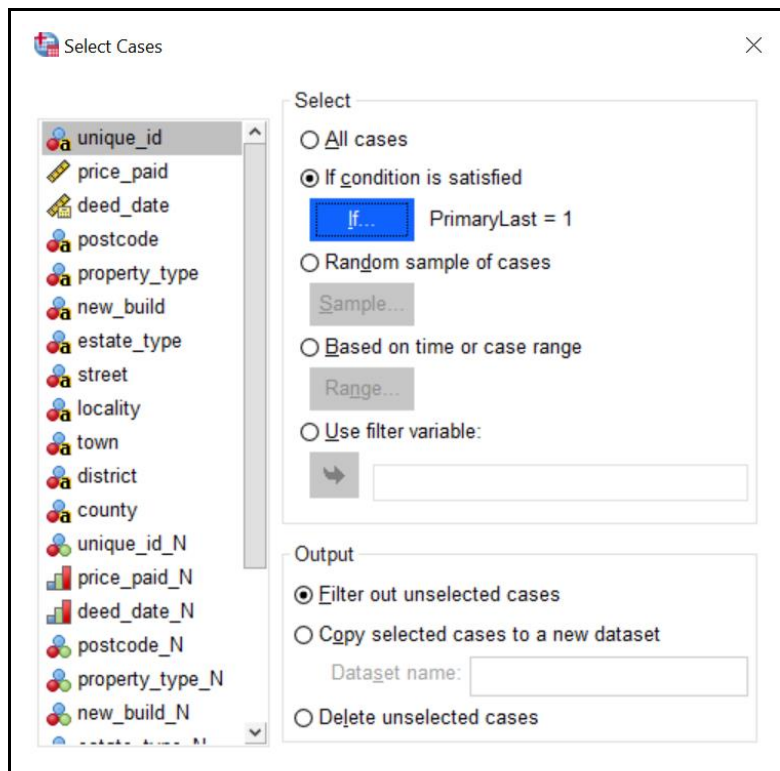 Select Cases
unique_id
price_paid
deed_date
postcode
property_type
new_build
estate_type
street
locality
town
district
county
unique_id_N
price_paid_N
deed_date_N
postcode_N
property_type_N
new_build_N
Select
All cases
If condition is satisfied
If... PrimaryLast = 1
Random sample of cases
Sample...
Based on time or case range
Range...
Use filter variable:
Output
Filter out unselected cases
Copy selected cases to a new dataset
Dataset name:
Delete unselected cases